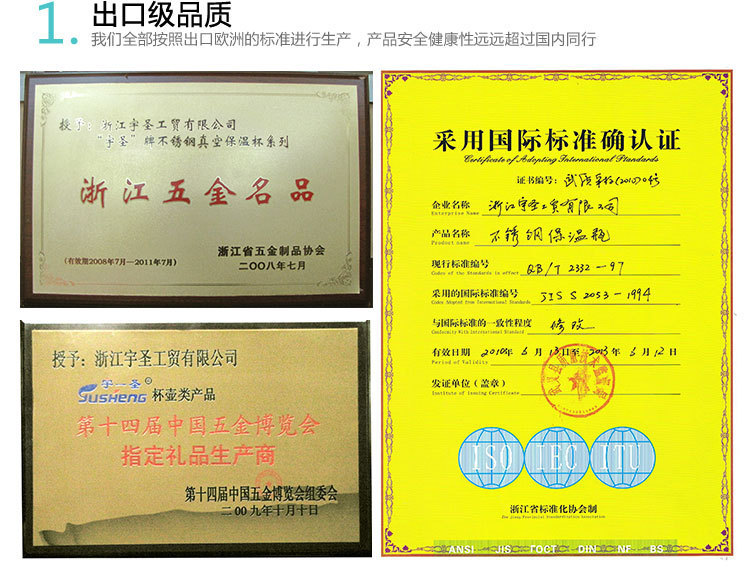 1.
出口级品质
我们全部按照出口欧洲的标准进行生产，产品安全健康性远远超过国内同行
授予：浙江宇圣工贸有限公司
"宇圣"牌不锈钢真空保温杯系列
浙江五金名品
浙江省五金制品协会
(有效期2008年7月—2011年7月)
二〇〇八年七月
授予：浙江宇圣工贸有限公司
宇一圣®
YUSHENG 杯壶类产品
第十四届中国五金博览会
指定礼品生产商
第十四届中国五金博览会组委会
二〇〇九年十月十日
采用国际标准确认证
Certificate of Adopting International Standards
证书编号：
企业名称 浙江宇圣工贸有限公司
Enterprise Name
产品名称 不锈钢保温瓶
Product name
现行标准编号 QB/T 2332-97
Codes of the Standards in effect
采用的国际标准编号 JIS S 2053-1994
Codes Adopted from International Standards
与国际标准的一致性程度 修改
Conformity With International Standard
有效日期 2010年6月13日至2013年6月12日
Period of Validity
发证单位（盖章）
Institute of Issuing Certificate
ISO IEC ITU
浙江省标准化协会制
Zhe Jiang Provincial Standardization Association
ANSI JIS ГОСТ DIN NF BS